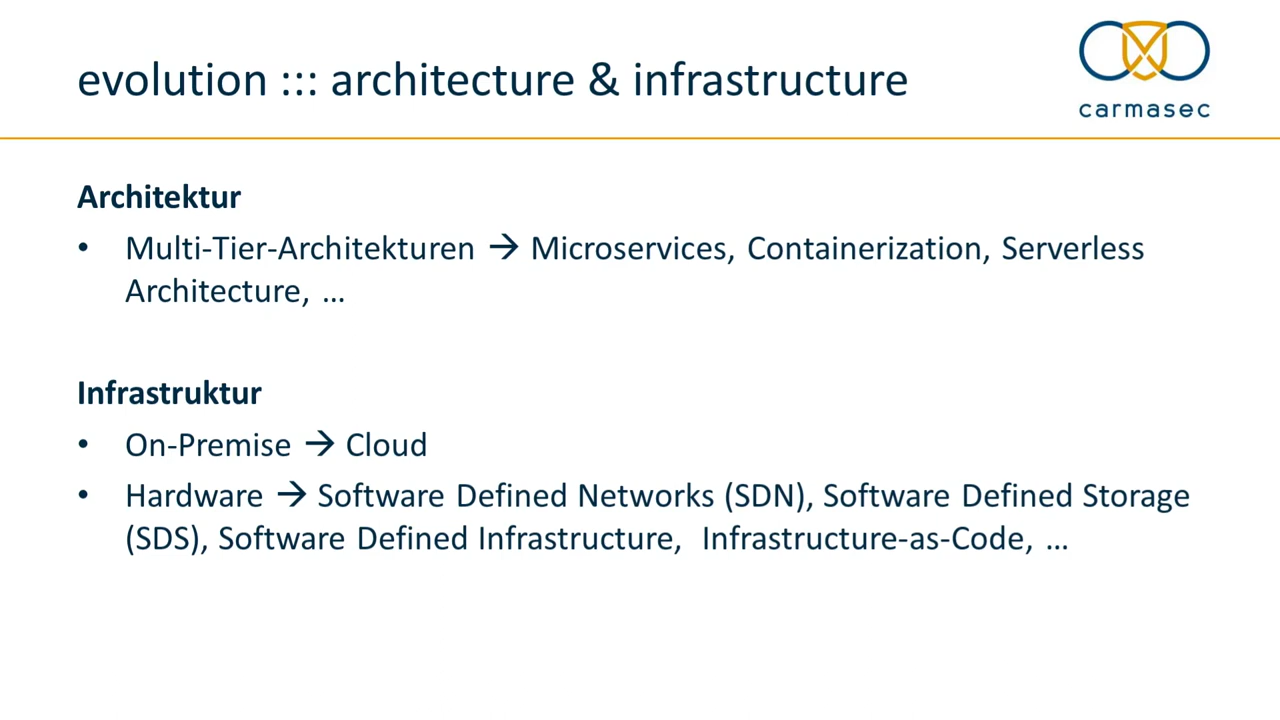 evolution ::: architecture & infrastructure
carmasec
Architektur
• Multi-Tier-Architekturen → Microservices, Containerization, Serverless
Architecture, ...
Infrastruktur
• On-Premise → Cloud
• Hardware → Software Defined Networks (SDN), Software Defined Storage
(SDS), Software Defined Infrastructure,  Infrastructure-as-Code, ...